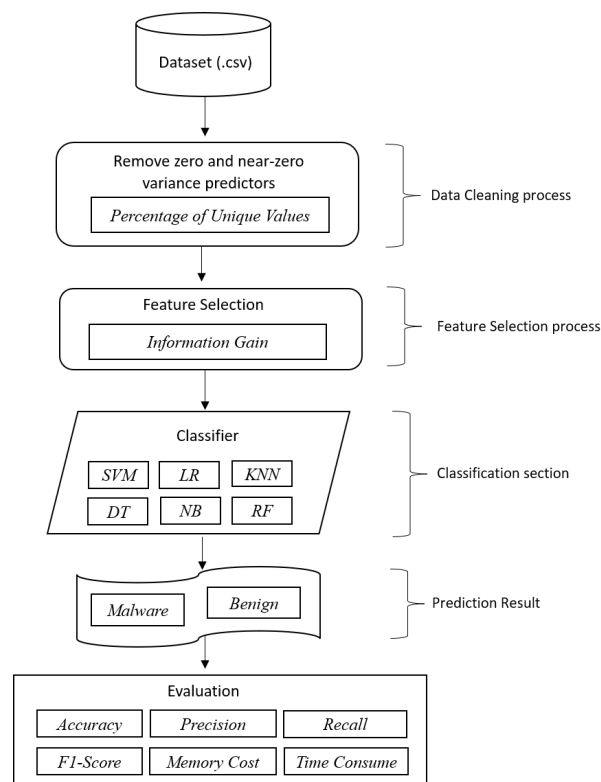 Dataset (.csv)
Remove zero and near-zero
variance predictors
Percentage of Unique Values
Data Cleaning process
Feature Selection
Information Gain
Feature Selection process
Classifier
SVM LR KNN
DT NB RF
Classification section
Malware Benign
Prediction Result
Evaluation
Accuracy Precision Recall
F1-Score Memory Cost Time Consume